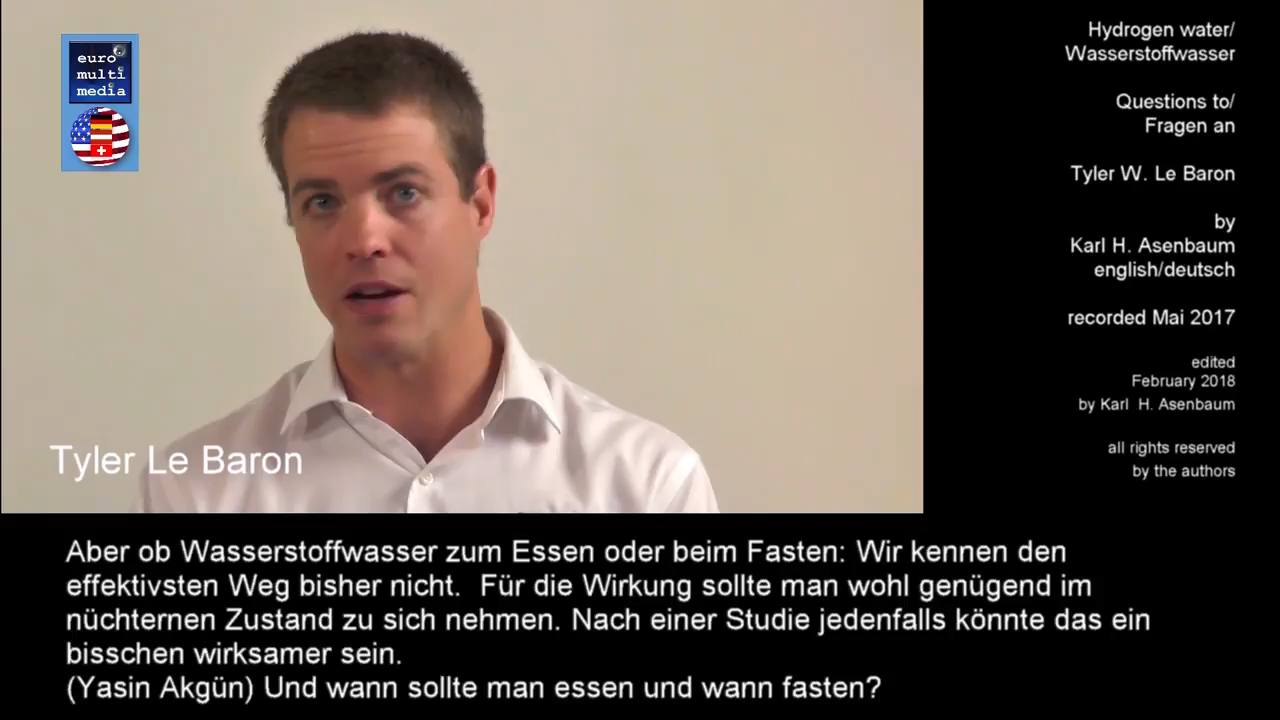 euro
multi
media
Hydrogen water/
Wasserstoffwasser
Questions to/
Fragen an
Tyler W. Le Baron
by
Karl H. Asenbaum
english/deutsch
recorded Mai 2017
edited
February 2018
by Karl H. Asenbaum
all rights reserved
by the authors
Tyler Le Baron
Aber ob Wasserstoffwasser zum Essen oder beim Fasten: Wir kennen den
effektivsten Weg bisher nicht. Für die Wirkung sollte man wohl genügend im
nüchternen Zustand zu sich nehmen. Nach einer Studie jedenfalls könnte das ein
bisschen wirksamer sein.
(Yasin Akgün) Und wann sollte man essen und wann fasten?